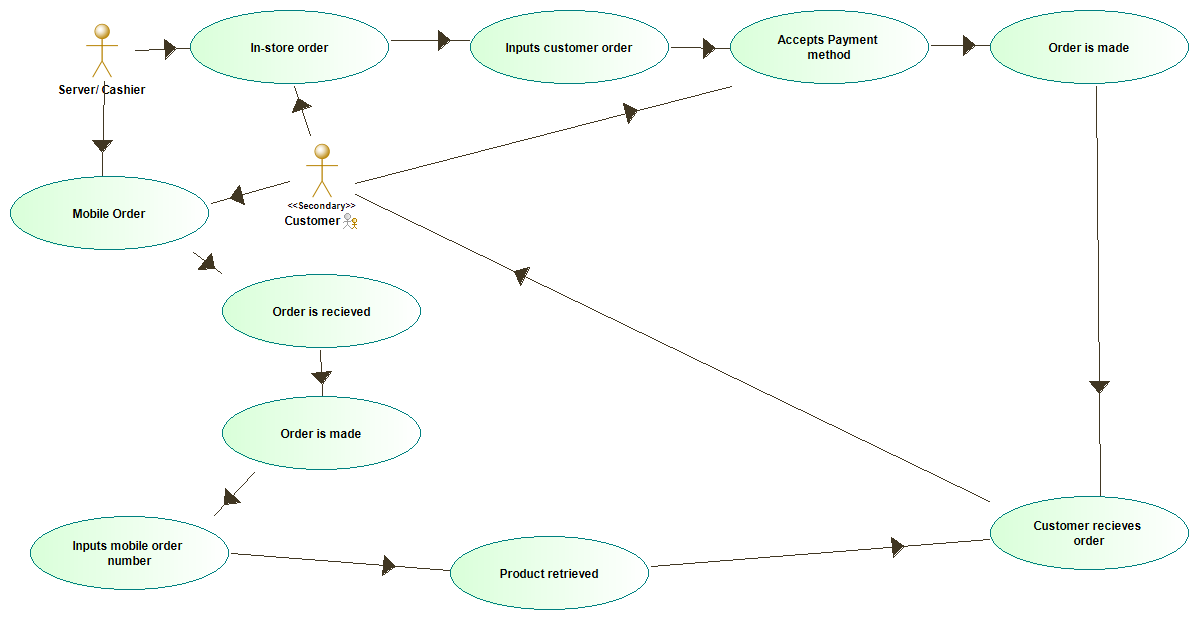 In-store order
Inputs customer order
Accepts Payment
method
Order is made
Server/ Cashier
<<Secondary>>
Customer
Mobile Order
Order is recieved
Order is made
Inputs mobile order
number
Product retrieved
Customer recieves
order